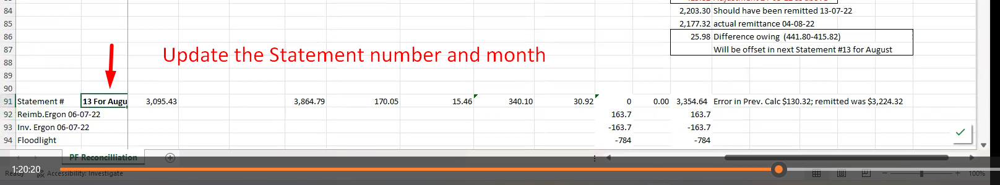 84 2,203.30 Should have been remitted 13-07-22
85 2,177.32 actual remittance 04-08-22
86 25.98 Difference owing (441.80-415.82)
87 Will be offset in next Statement #13 for August
Update the Statement number and month
88
89
90
91 Statement # 13 For Augu 3,095.43 3,864.79 170.05 15.46 340.10 30.92 0 0.00 3,354.64 Error in Prev. Calc $130.32; remitted was $3,224.32
92 Reimb.Ergon 06-07-22 163.7 163.7
93 Inv. Ergon 06-07-22 -163.7 -163.7
94 Floodlight -784 -784
PF Reconcilliation
1:20:20
Ready Accessibility: Investigate 100%